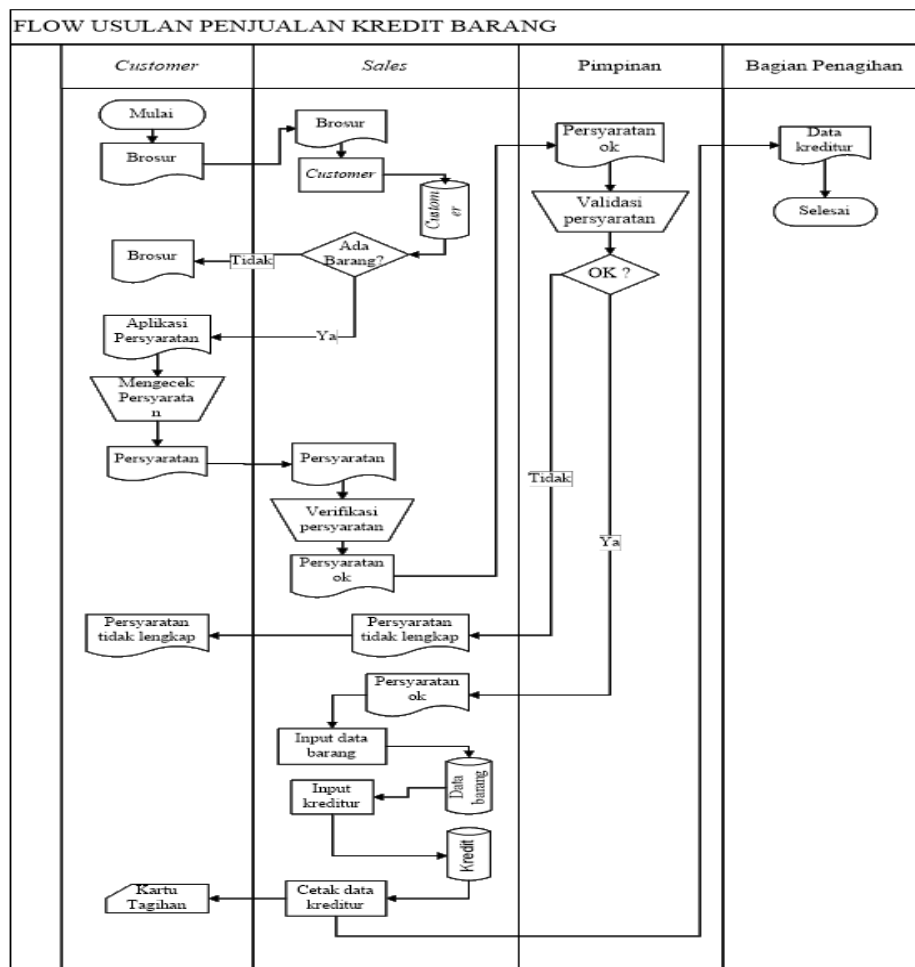 FLOW USULAN PENJUALAN KREDIT BARANG
Customer
Sales
Pimpinan
Bagian Penagihan
Mulai
Brosur
Brosur
Customer
Custom
er
Ada
Barang?
Tidak
Brosur
Ya
Aplikasi
Persyaratan
Mengecek
Persyarata
n
Persyaratan
Persyaratan
Verifikasi
persyaratan
Persyaratan
ok
Persyaratan
ok
Validasi
persyaratan
OK ?
Tidak
Ya
Persyaratan
tidak lengkap
Persyaratan
tidak lengkap
Persyaratan
ok
Input data
barang
Data
barang
Input
kreditur
Kredit
Cetak data
kreditur
Kartu
Tagihan
Data
kreditur
Selesai